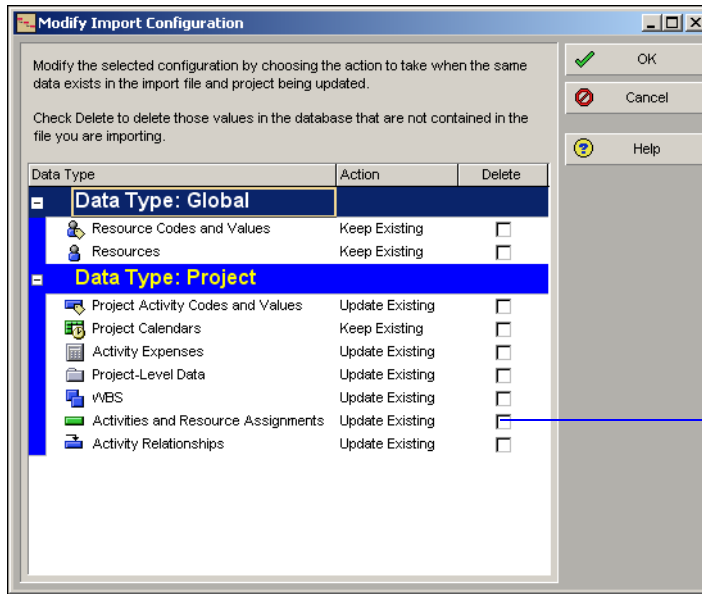 Modify Import Configuration
Modify the selected configuration by choosing the action to take when the same
data exists in the import file and project being updated.
Check Delete to delete those values in the database that are not contained in the
file you are importing.
OK
Cancel
Help
Data Type Action Delete
Data Type: Global
Resource Codes and Values Keep Existing
Resources Keep Existing
Data Type: Project
Project Activity Codes and Values Update Existing
Project Calendars Keep Existing
Activity Expenses Update Existing
Project-Level Data Update Existing
WBS Update Existing
Activities and Resource Assignments Update Existing
Activity Relationships Update Existing